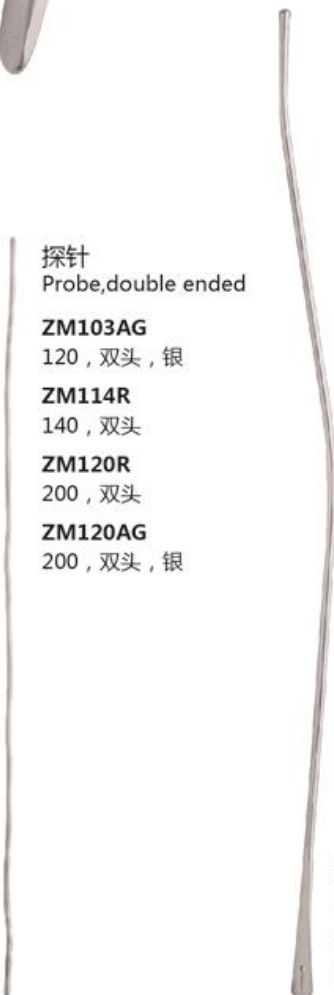 探针
Probe,double ended
ZM103AG
120，双头，银
ZM114R
140，双头
ZM120R
200，双头
ZM120AG
200，双头，银